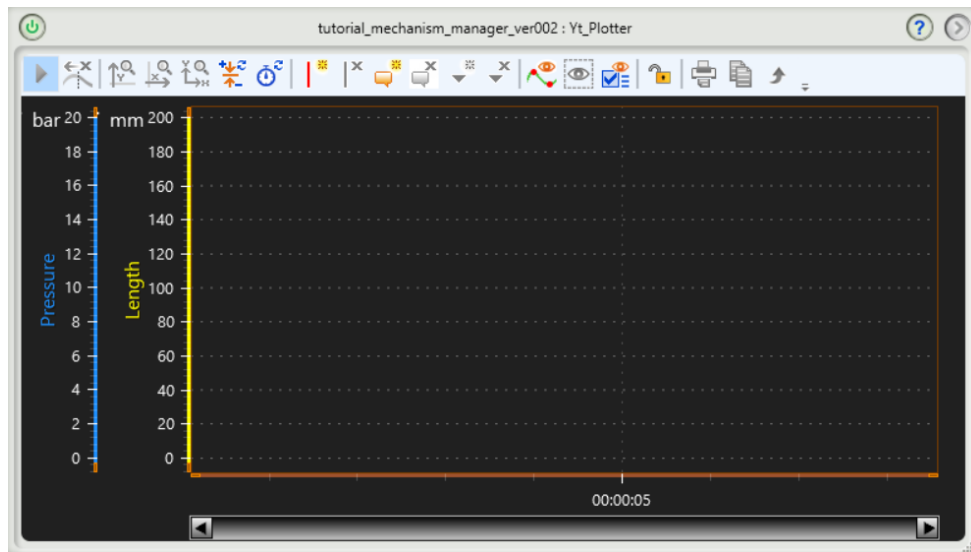 tutorial_mechanism_manager_ver002 : Yt_Plotter
?
Y
X
Y
X
bar 20 mm 200
18 180
16 160
14 140
12 120
10 100
8 80
6 60
4 40
2 20
0 0
Pressure
Length
00:00:05